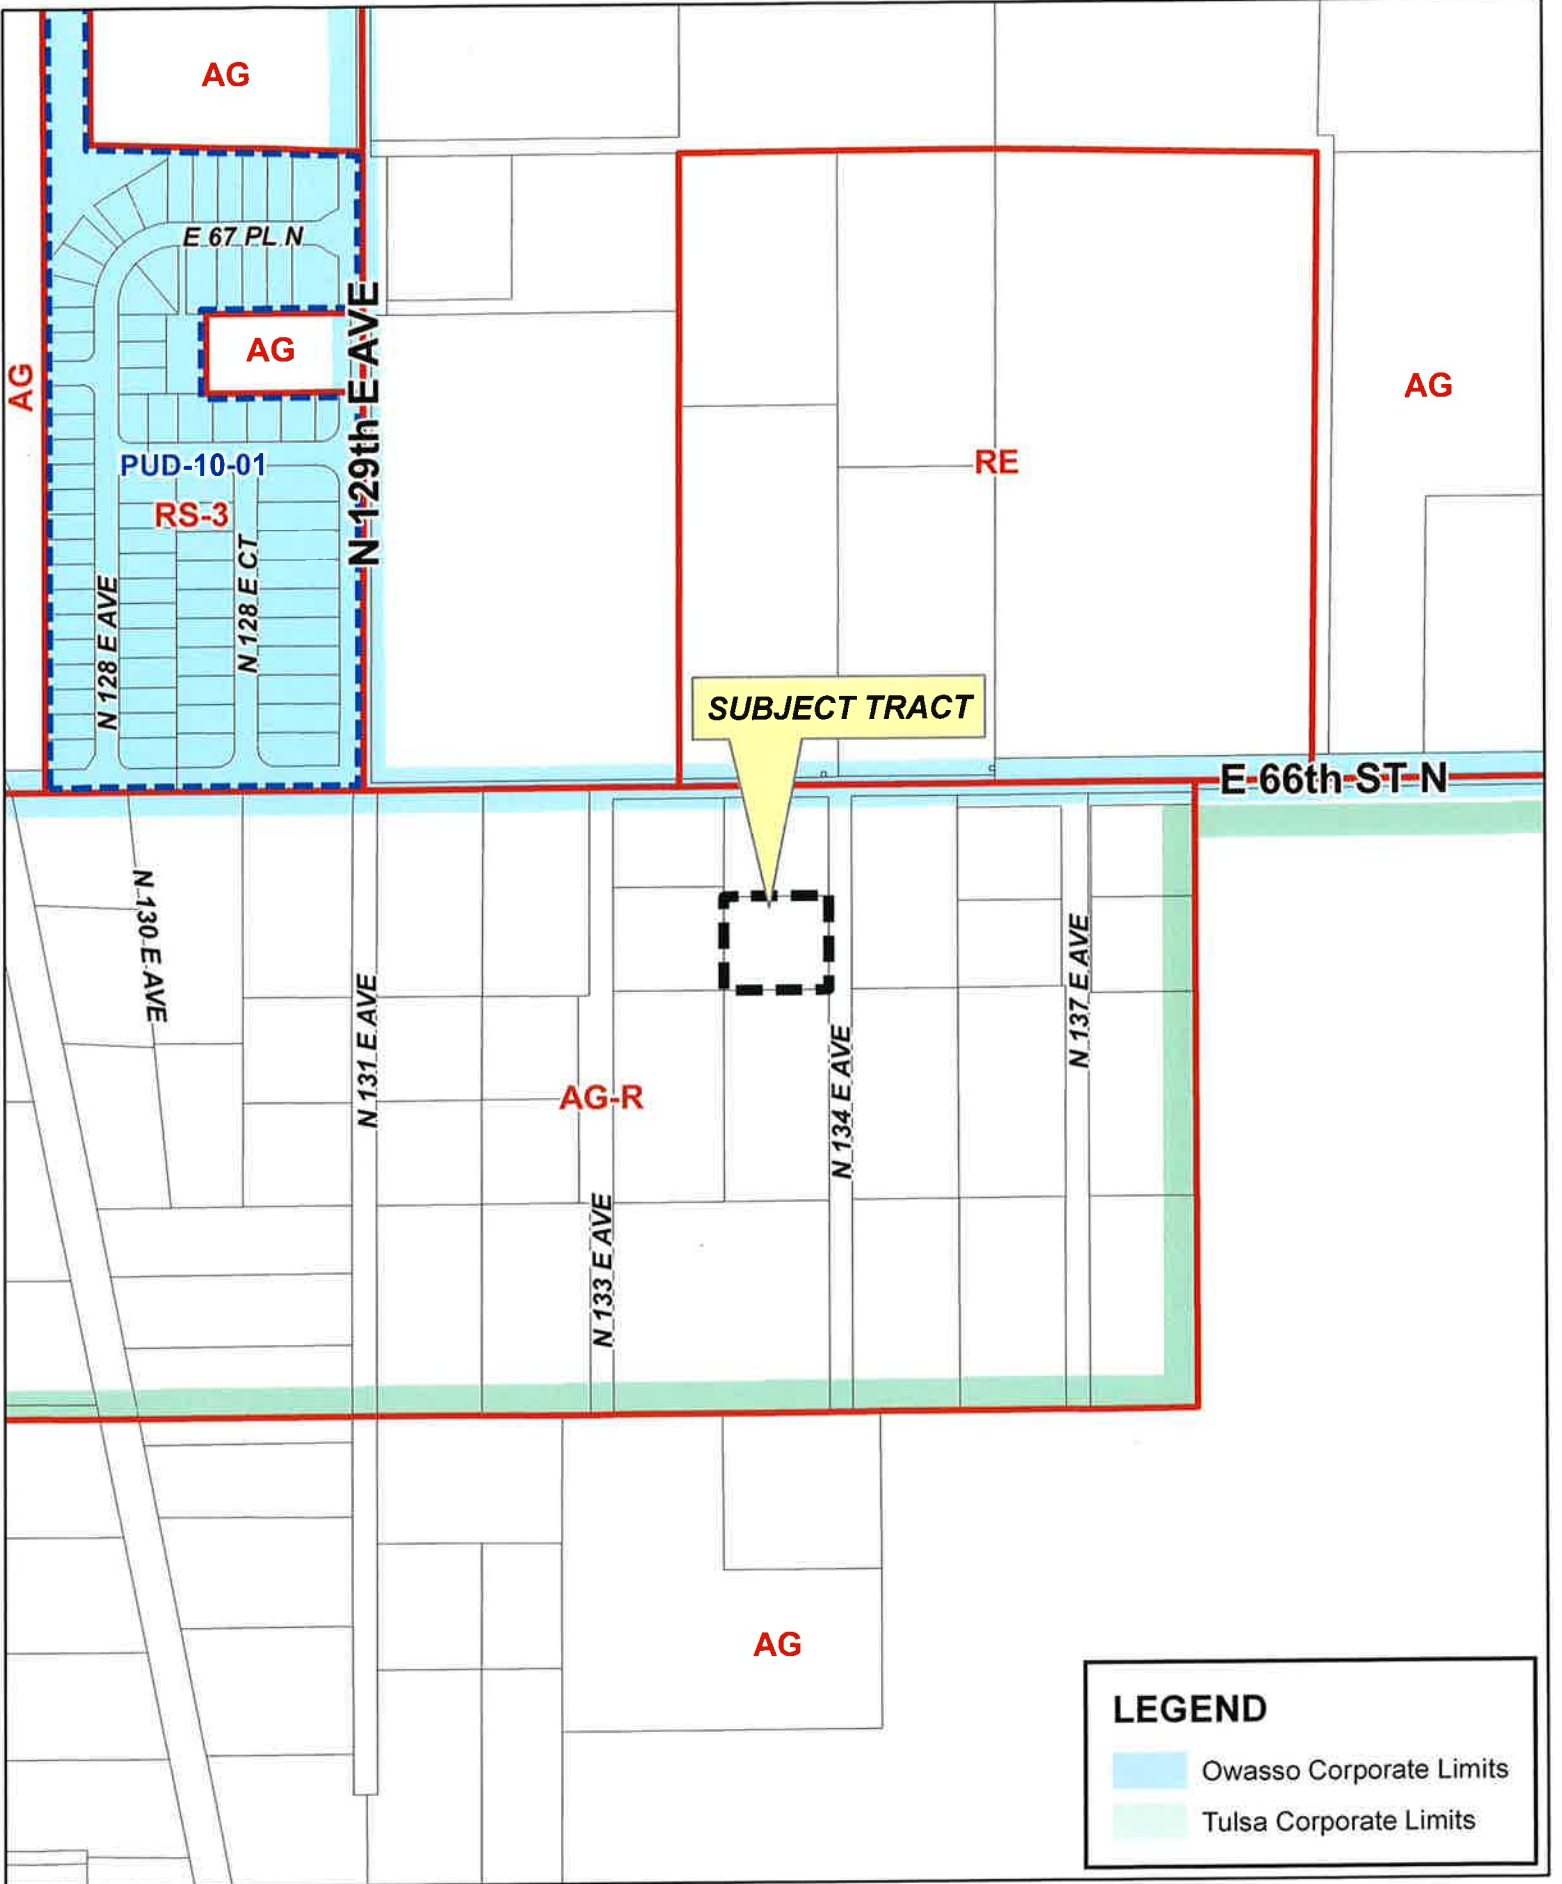 AG
E 67 PL N
AG
AG
N 129th E AVE
AG
PUD-10-01
RE
RS-3
N 128 E AVE
N 128 E CT
SUBJECT TRACT
E 66th ST N
N 130 E AVE
N 131 E AVE
N 137 E AVE
AG-R
N 134 E AVE
N 133 E AVE
AG
LEGEND
Owasso Corporate Limits
Tulsa Corporate Limits